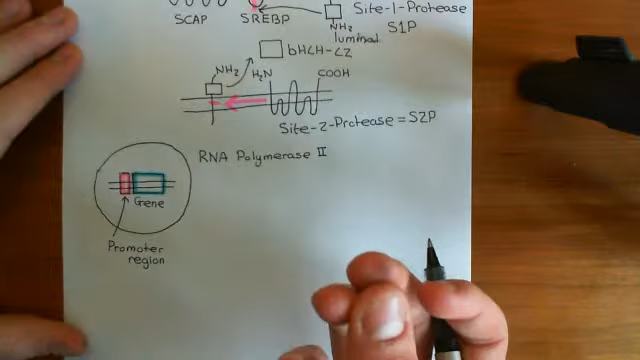 SCAP
SREBP
Site-1-Protease
S1P
NH2
luminal
bHLH-LZ
NH2
H2N
COOH
Site-2-Protease = S2P
RNA Polymerase II
Gene
Promoter
region